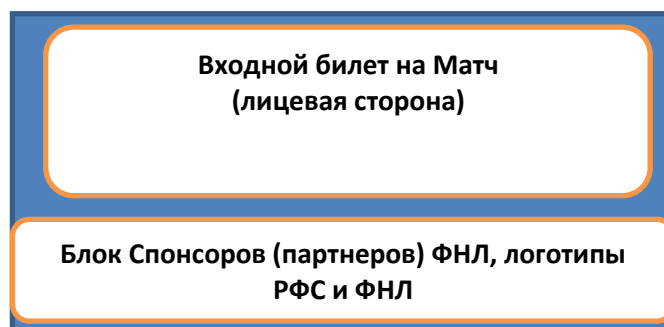 Входной билет на Матч
(лицевая сторона)
Блок Спонсоров (партнеров) ФНЛ, логотипы
РФС и ФНЛ